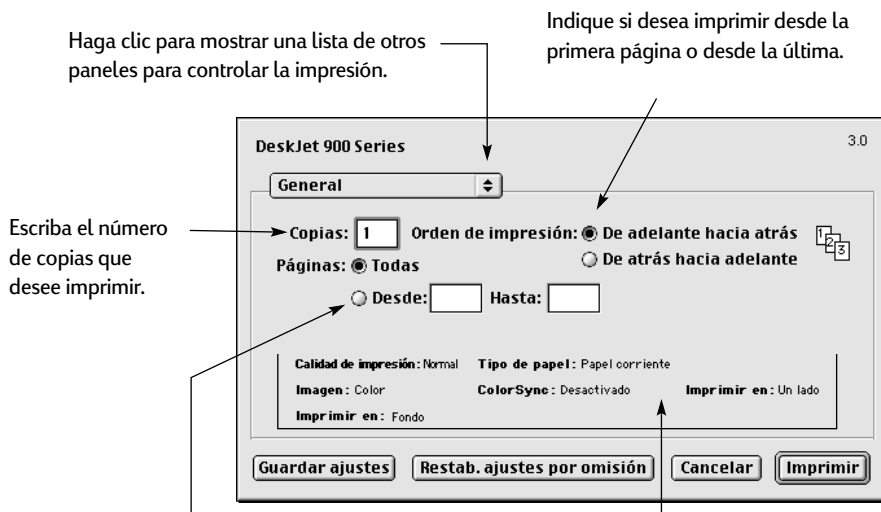 Haga clic para mostrar una lista de otros
paneles para controlar la impresión.
Indique si desea imprimir desde la
primera página o desde la última.
DeskJet 900 Series
3.0
General
Escriba el número
de copias que
desee imprimir.
Copias: 1 Orden de impresión: De adelante hacia atrás
De atrás hacia adelante
1 2 3
Páginas: Todas
Desde: Hasta:
Calidad de impresión: Normal Tipo de papel: Papel corriente
Imagen: Color ColorSync: Desactivado Imprimir en: Un lado
Imprimir en: Fondo
Guardar ajustes Restab. ajustes por omisión Cancelar Imprimir